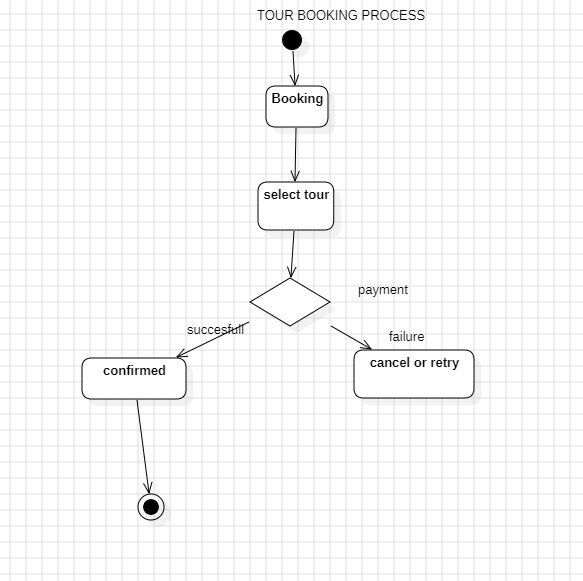 TOUR BOOKING PROCESS
Booking
select tour
payment
succesfull
failure
confirmed
cancel or retry